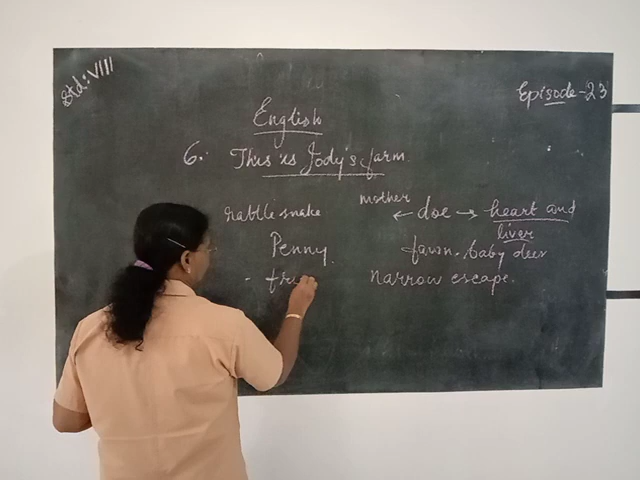 Std: VIII
Episode-23
English
6. This is Jody's farm.
mother
rattle snake ← doe → heart and
liver
Penny. fawn. baby deer
narrow escape.